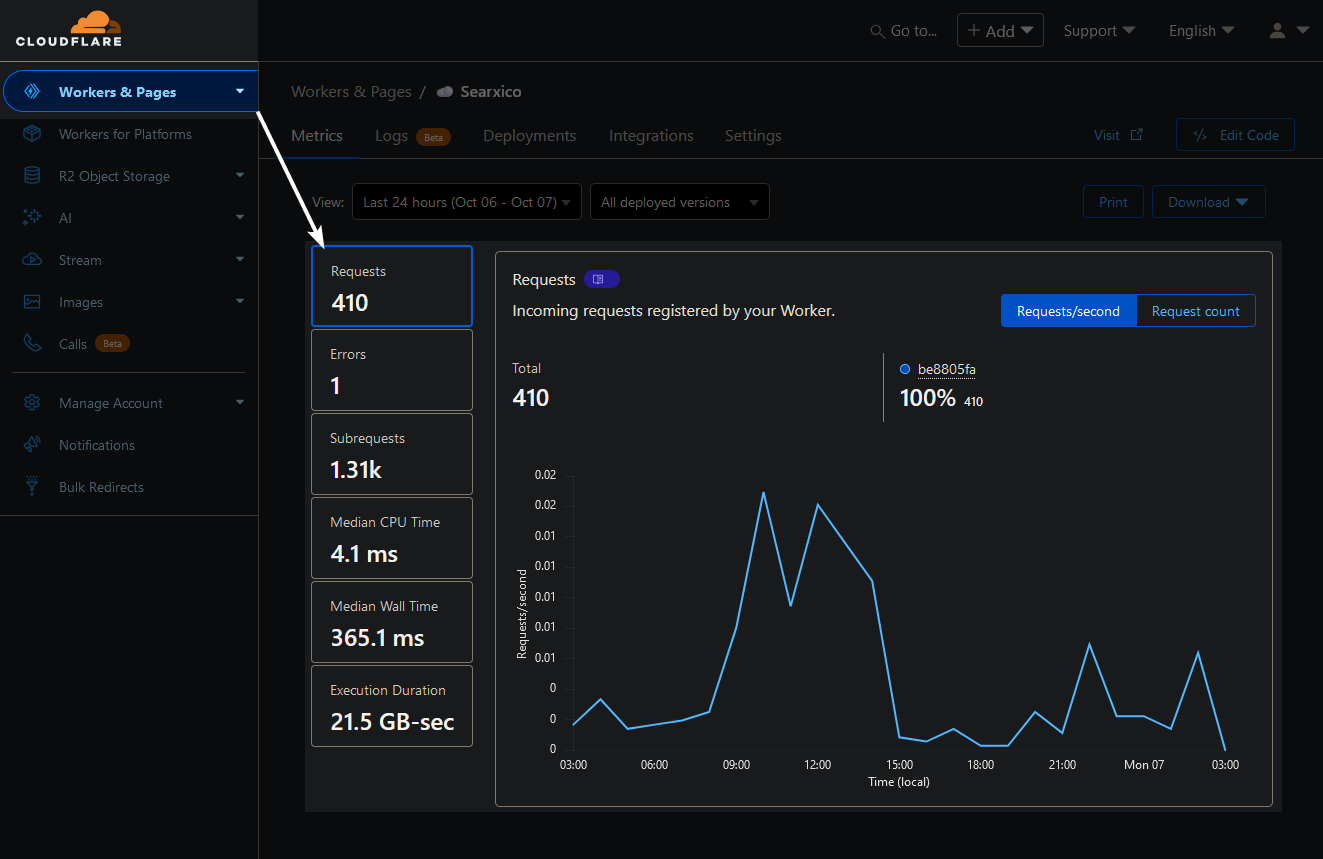 CLOUDFLARE
Go to...
Add
Support
English
Workers & Pages
Workers for Platforms
R2 Object Storage
AI
Stream
Images
Calls Beta
Manage Account
Notifications
Bulk Redirects
Workers & Pages / Searxico
Metrics Logs Beta Deployments Integrations Settings
Visit
Edit Code
View: Last 24 hours (Oct 06 - Oct 07) All deployed versions
Print Download
Requests
410
Errors
1
Subrequests
1.31k
Median CPU Time
4.1 ms
Median Wall Time
365.1 ms
Execution Duration
21.5 GB-sec
Requests
Incoming requests registered by your Worker.
Requests/second Request count
Total
410
be8805fa
100% 410
Requests/second
0.02
0.02
0.01
0.01
0.01
0.01
0.01
0
0
0
03:00 06:00 09:00 12:00 15:00 18:00 21:00 Mon 07 03:00
Time (local)